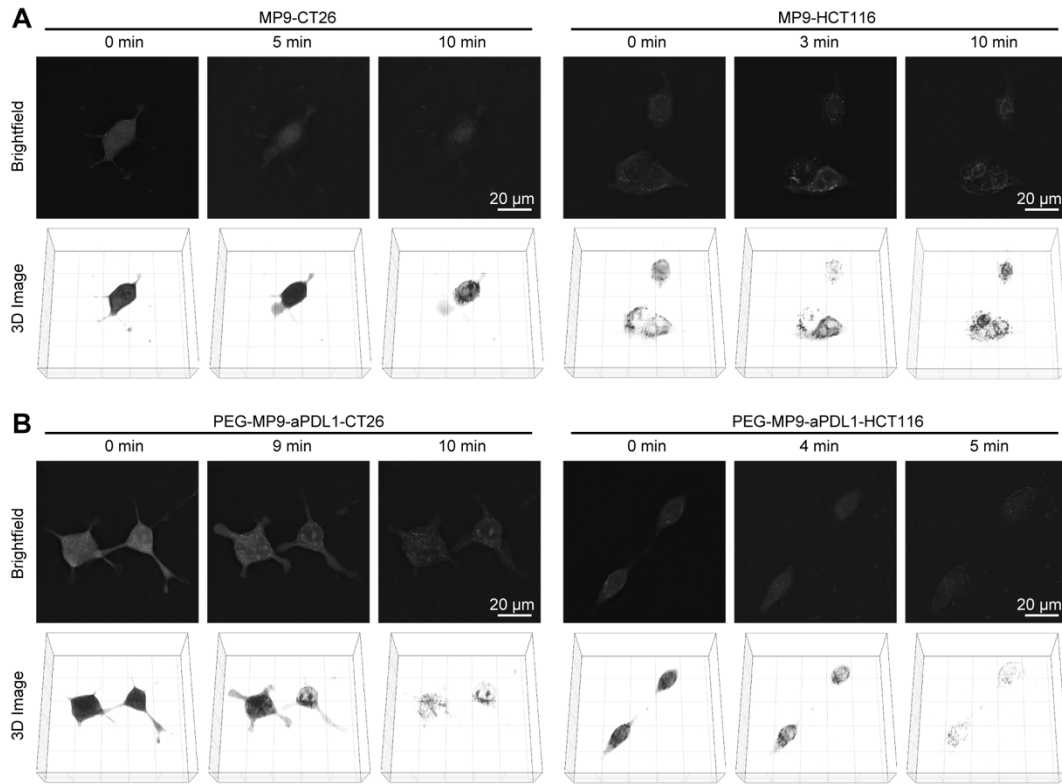 A
MP9-CT26
MP9-HCT116
0 min
5 min
10 min
0 min
3 min
10 min
Brightfield
20 µm
20 µm
3D Image
B
PEG-MP9-aPDL1-CT26
PEG-MP9-aPDL1-HCT116
0 min
9 min
10 min
0 min
4 min
5 min
Brightfield
20 µm
20 µm
3D Image